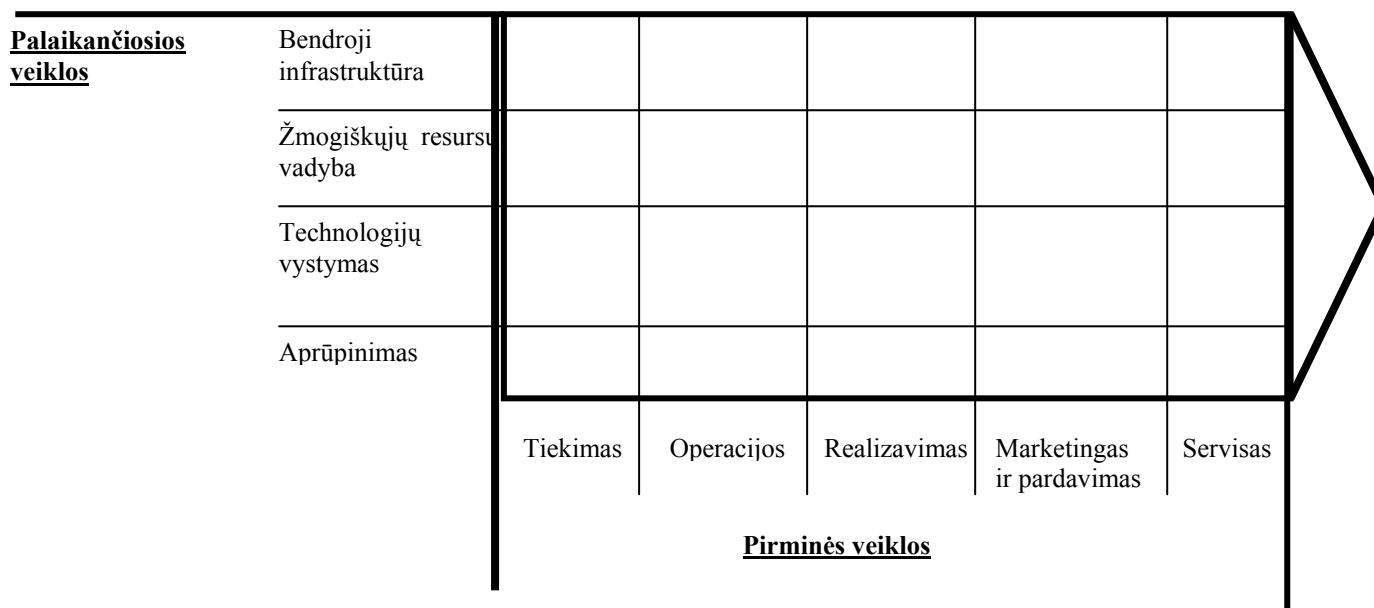 Palaikančiosios
veiklos
Bendroji
infrastruktūra
Žmogiškųjų resursų
vadyba
Technologijų
vystymas
Aprūpinimas
Tiekimas
Operacijos
Realizavimas
Marketingas
ir pardavimas
Servisas
Pirminės veiklos